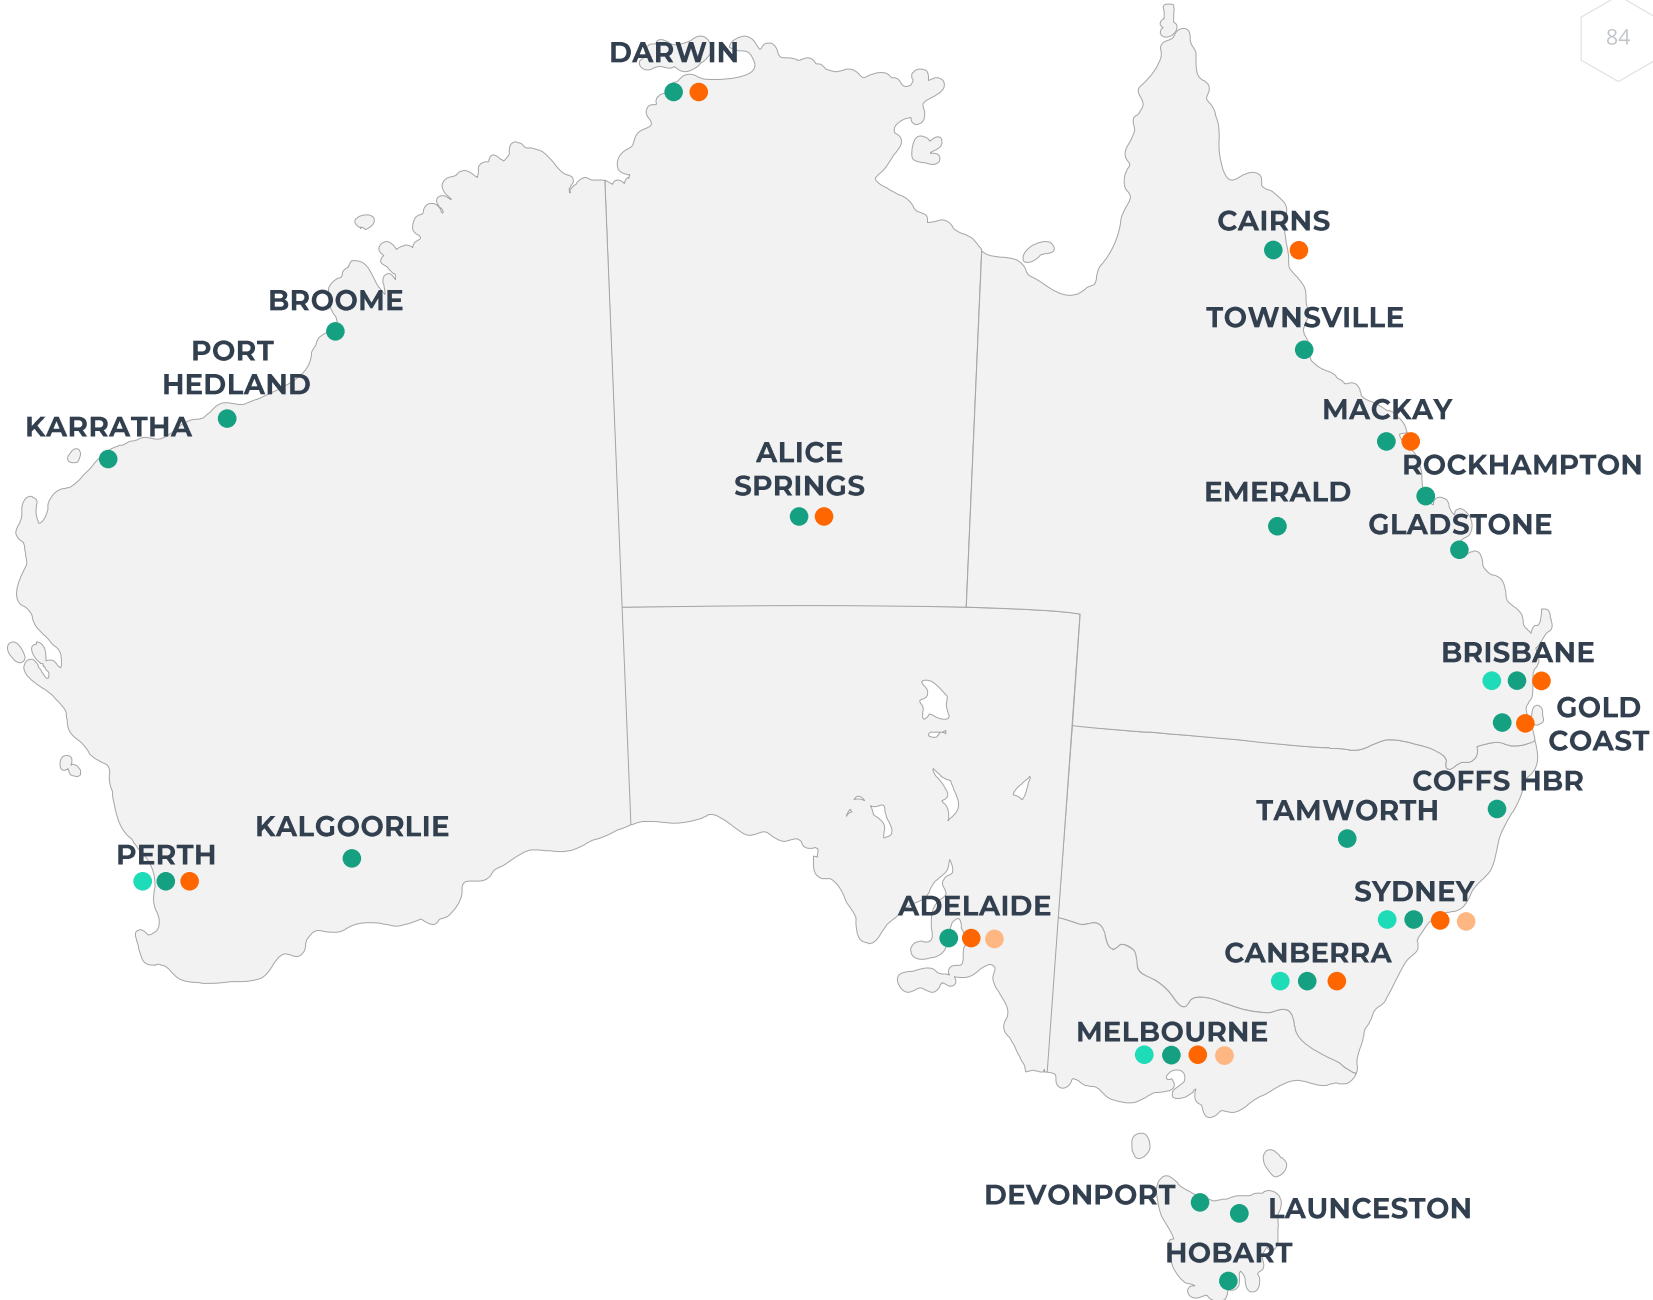 84
DARWIN
CAIRNS
BROOME
TOWNSVILLE
PORT
HEDLAND
KARRATHA
MACKAY
ALICE
SPRINGS
ROCKHAMPTON
EMERALD
GLADSTONE
BRISBANE
GOLD
COAST
COFFS HBR
TAMWORTH
KALGOORLIE
PERTH
SYDNEY
ADELAIDE
CANBERRA
MELBOURNE
DEVONPORT
LAUNCESTON
HOBART